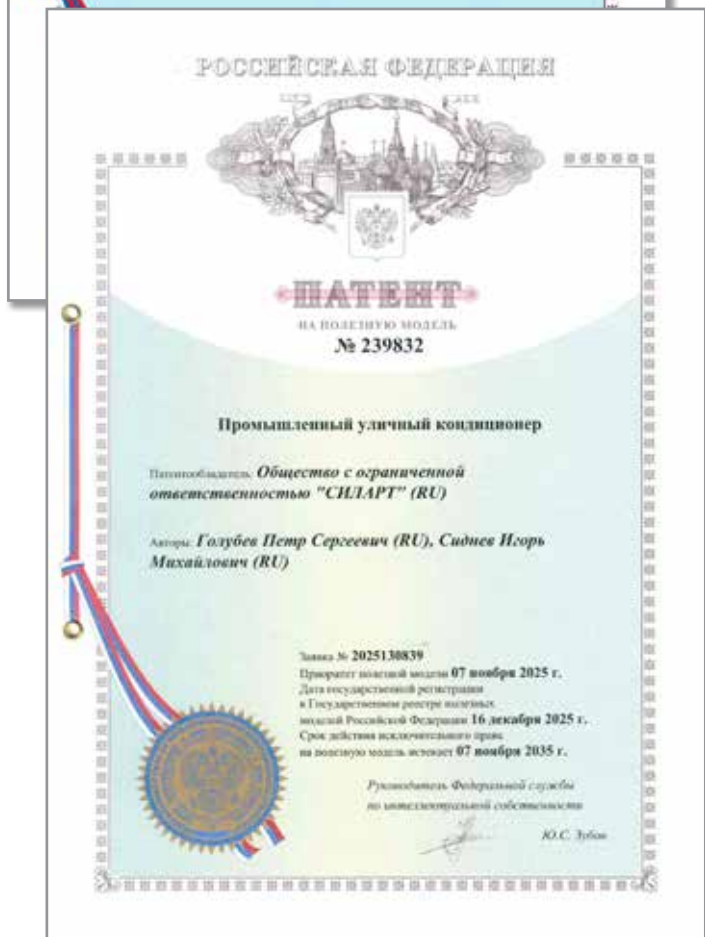 РОССИЙСКАЯ ФЕДЕРАЦИЯ
ПАТЕНТ
НА ПОЛЕЗНУЮ МОДЕЛЬ
№ 239832
Промышленный уличный кондиционер
Патентообладатель: Общество с ограниченной
ответственностью "СИЛАРТ" (RU)
Авторы: Голубев Петр Сергеевич (RU), Сиднев Игорь
Михайлович (RU)
Заявка № 2025130839
Приоритет полезной модели 07 ноября 2025 г.
Дата государственной регистрации
в Государственном реестре полезных
моделей Российской Федерации 16 декабря 2025 г.
Срок действия исключительного права
на полезную модель истекает 07 ноября 2035 г.
Руководитель Федеральной службы
по интеллектуальной собственности
Ю.С. Зубов